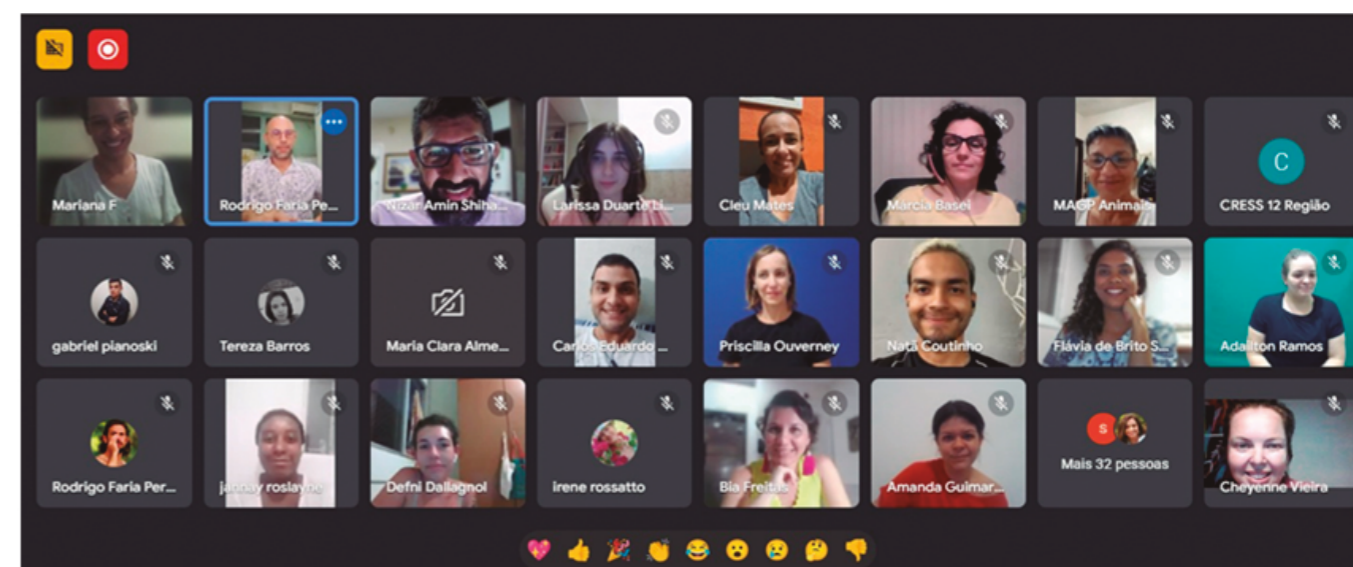 Mariana F
Rodrigo Faria Pe...
Nizar Amin Shiha...
Larissa Duarte Li...
Cleu Mates
Márcia Basei
MAGP Animais
C
CRESS 12 Região
gabriel pianoski
Tereza Barros
Maria Clara Alme...
Carlos Eduardo ...
Priscilla Ouverney
Natã Coutinho
Flávia de Brito S...
Adailton Ramos
Rodrigo Faria Per...
jannay roslayne
Defni Dallagnol
irene rossatto
Bia Freitas
Amanda Guimar...
S
Mais 32 pessoas
Cheyenne Vieira